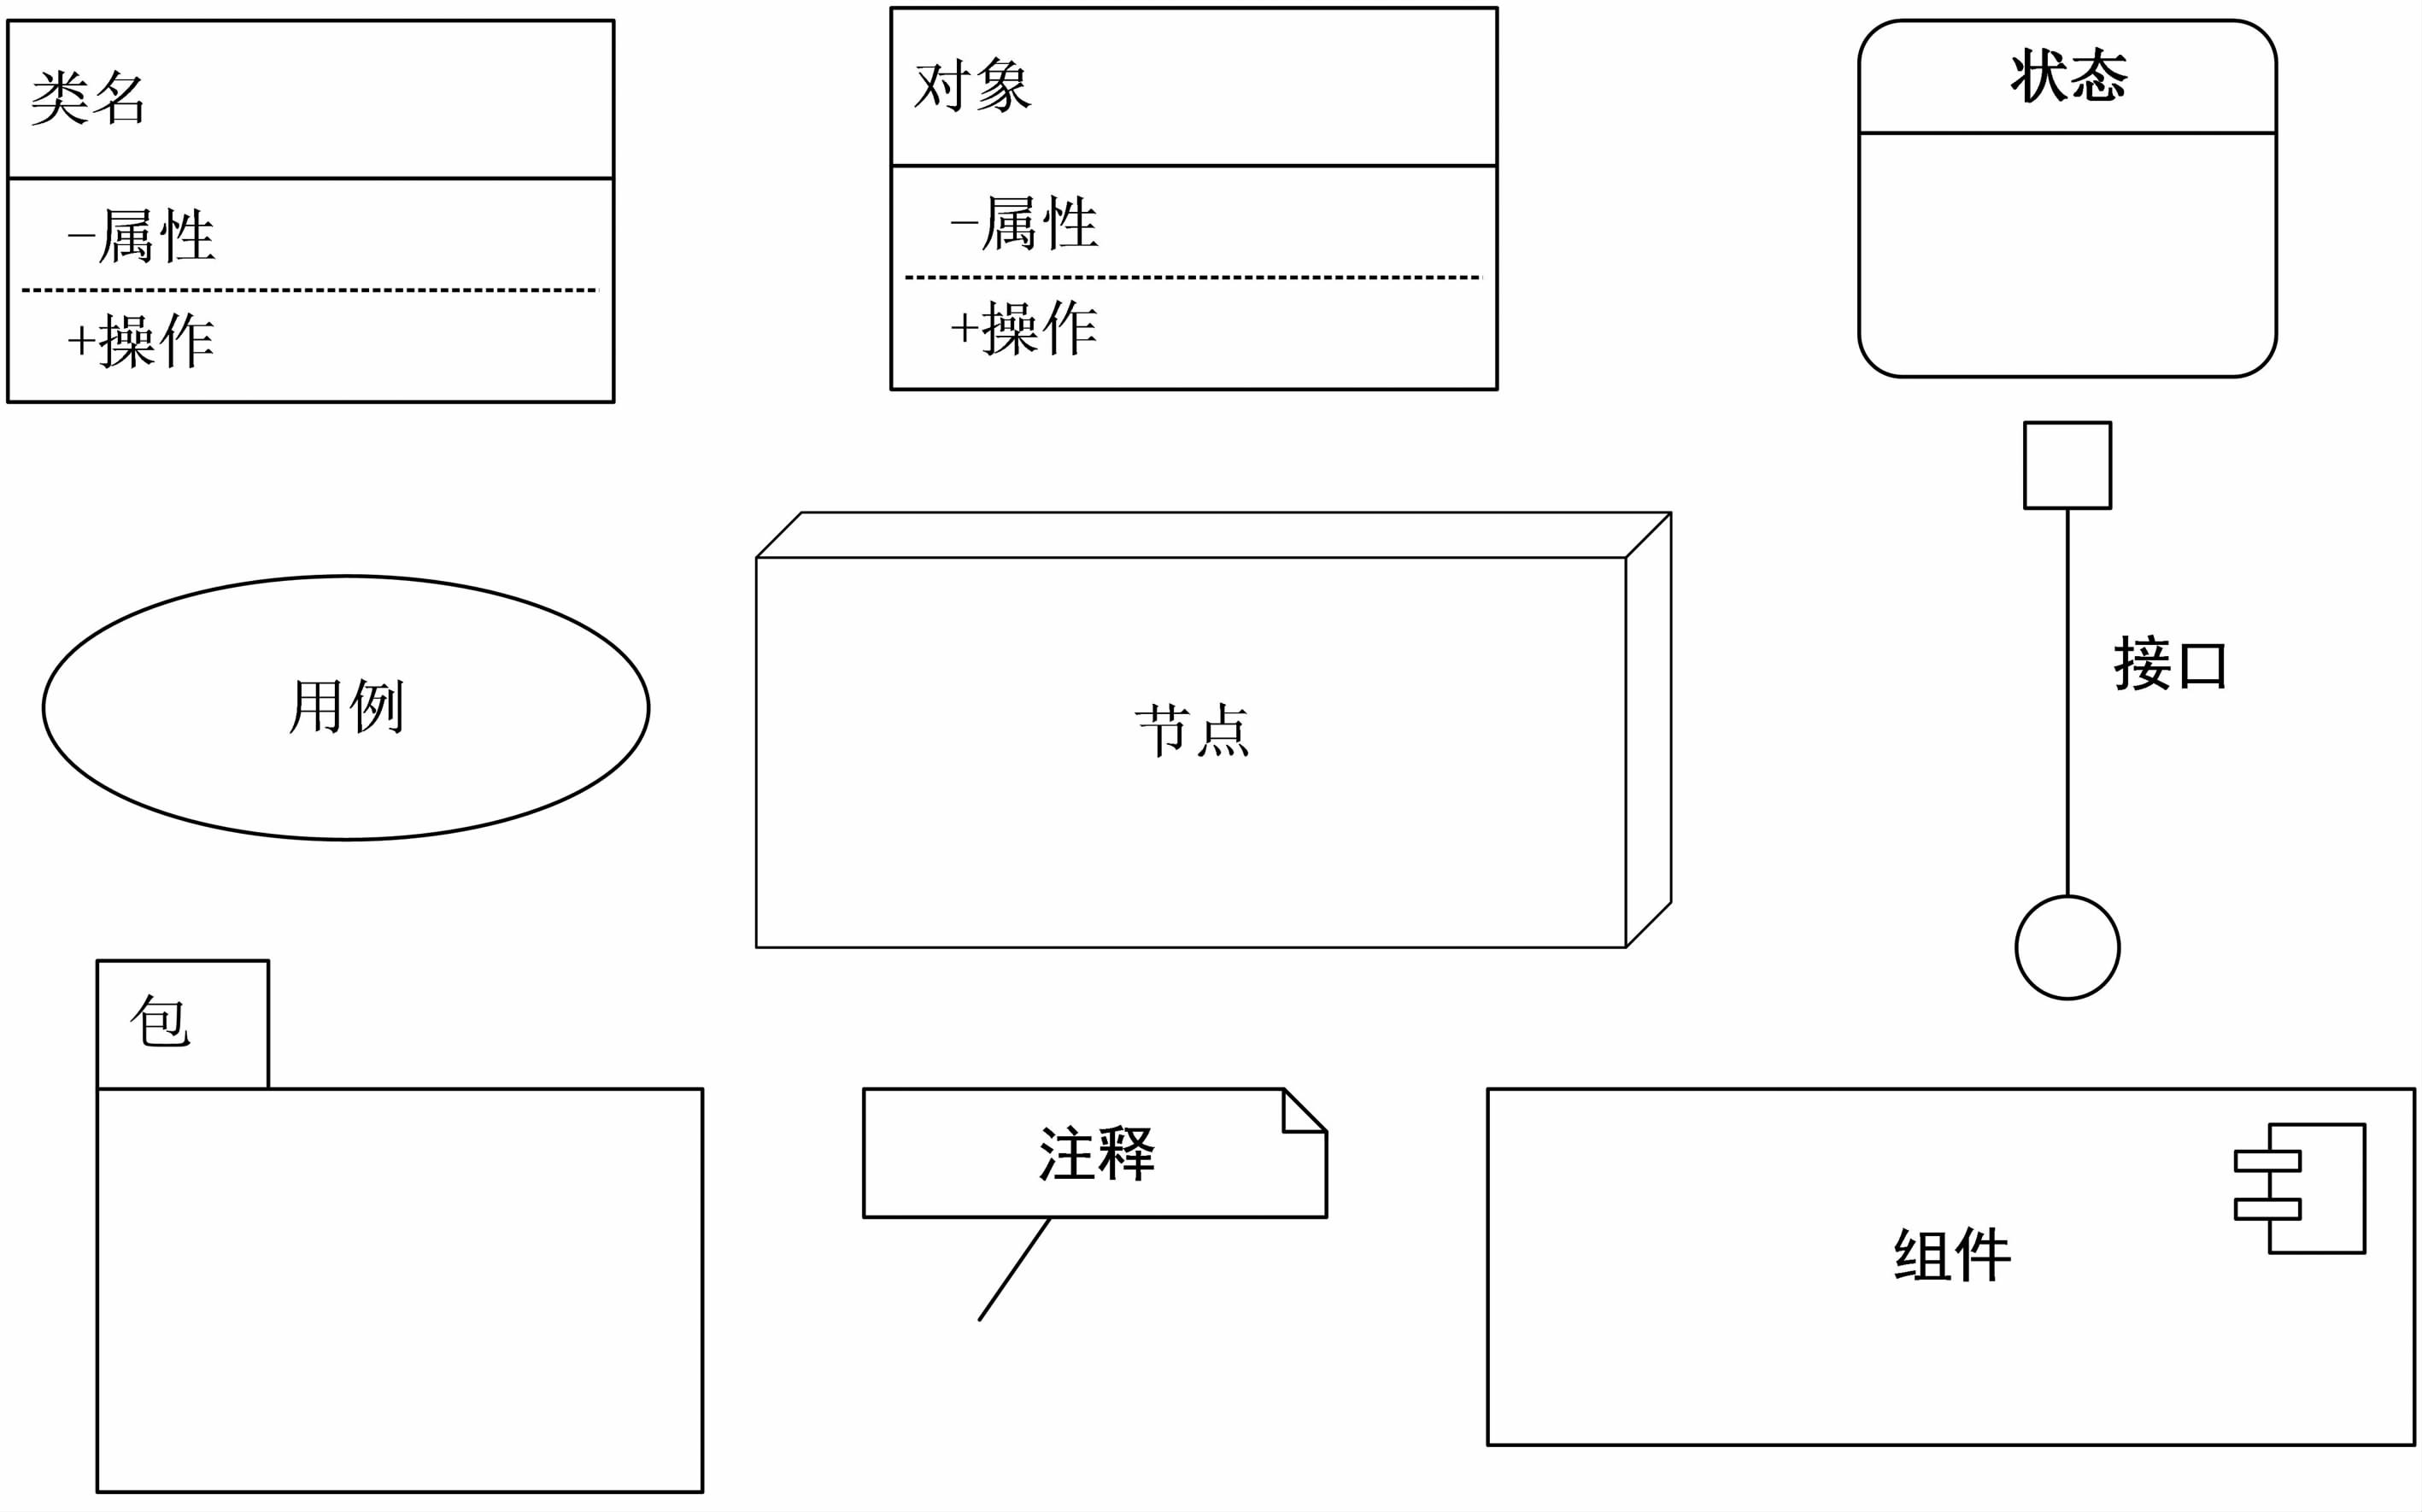 类名
-属性
+操作
对象
-属性
+操作
状态
用例
节点
接口
包
注释
组件